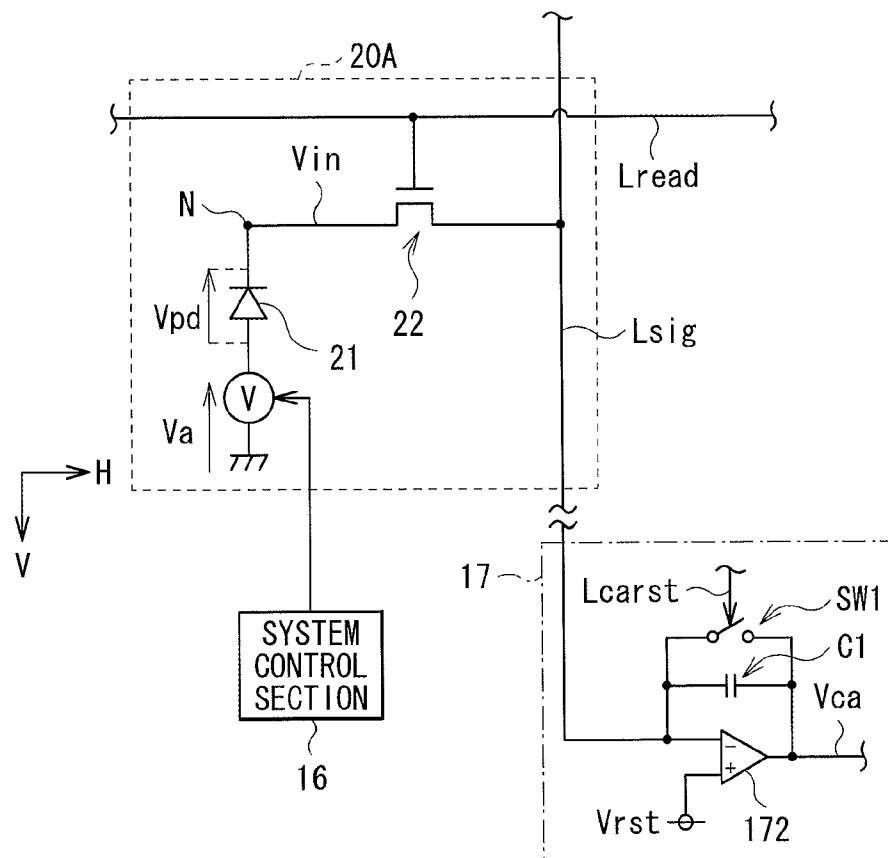 20A
Vin
Lread
N
Vpd
21
22
Lsig
V
Va
H
V
17
Lcarst
SW1
C1
SYSTEM
CONTROL
SECTION
16
Vca
−
+
Vrst
172